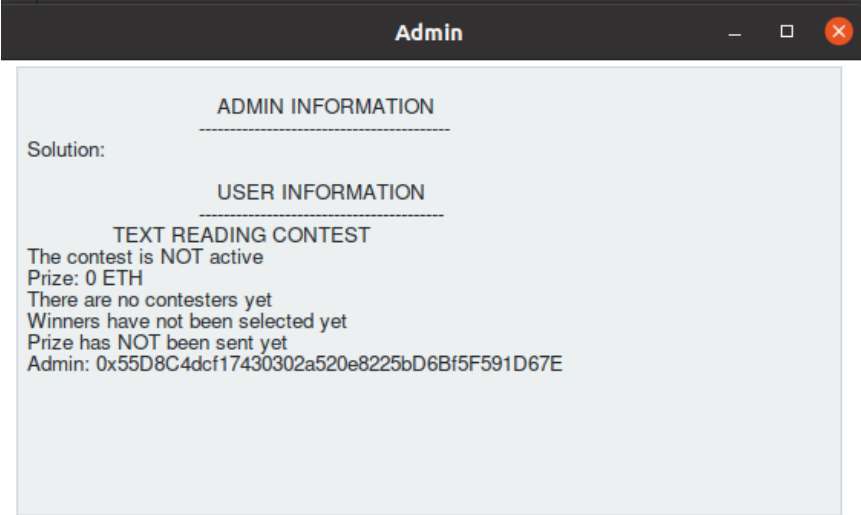 Admin
ADMIN INFORMATION
-----------------------------------------
Solution:
USER INFORMATION
----------------------------------------
TEXT READING CONTEST
The contest is NOT active
Prize: 0 ETH
There are no contesters yet
Winners have not been selected yet
Prize has NOT been sent yet
Admin: 0x55D8C4dcf17430302a520e8225bD6Bf5F591D67E